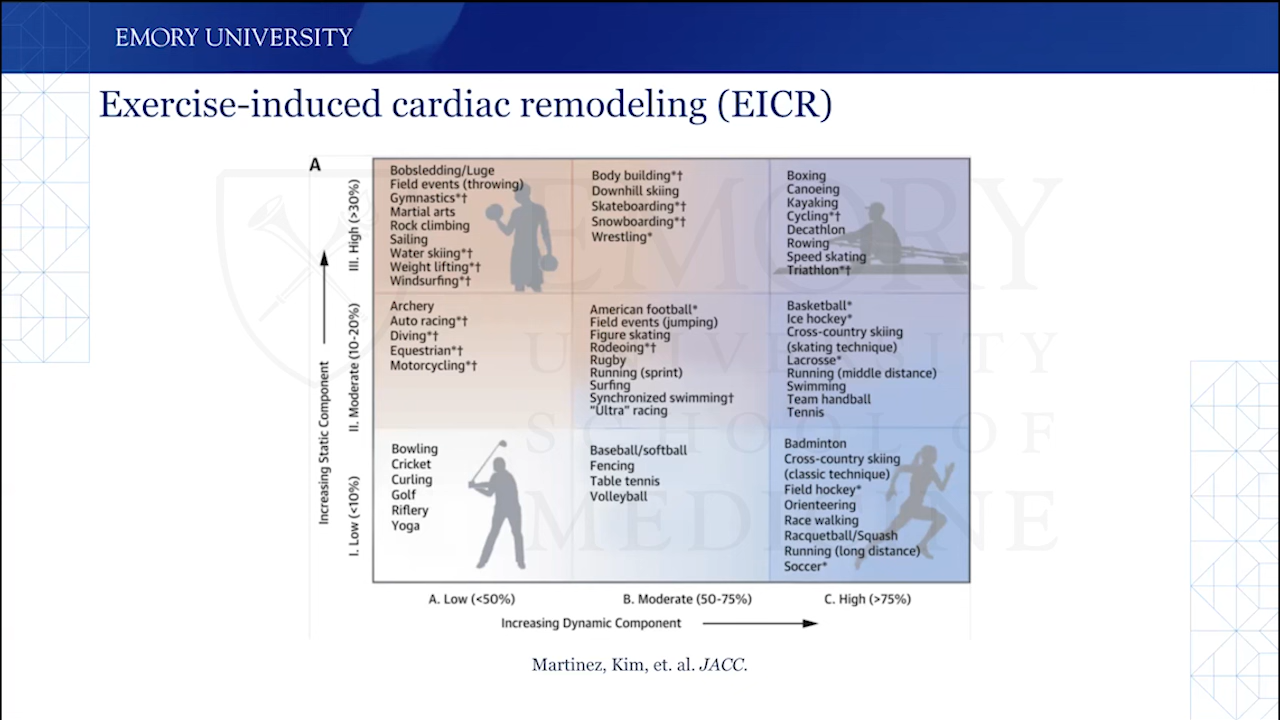 EMORY UNIVERSITY
Exercise-induced cardiac remodeling (EICR)
A
Increasing Static Component
III. High (>30%)
Bobsledding/Luge
Field events (throwing)
Gymnastics*†
Martial arts
Rock climbing
Sailing
Water skiing*†
Weight lifting*†
Windsurfing*†
Body building*†
Downhill skiing
Skateboarding*†
Snowboarding*†
Wrestling*
Boxing
Canoeing
Kayaking
Cycling*†
Decathlon
Rowing
Speed skating
Triathlon*†
II. Moderate (10-20%)
Archery
Auto racing*†
Diving*†
Equestrian*†
Motorcycling*†
American football*
Field events (jumping)
Figure skating
Rodeoing*†
Rugby
Running (sprint)
Surfing
Synchronized swimming†
"Ultra" racing
Basketball*
Ice hockey*
Cross-country skiing
(skating technique)
Lacrosse*
Running (middle distance)
Swimming
Team handball
Tennis
I. Low (<10%)
Bowling
Cricket
Curling
Golf
Riflery
Yoga
Baseball/softball
Fencing
Table tennis
Volleyball
Badminton
Cross-country skiing
(classic technique)
Field hockey*
Orienteering
Race walking
Racquetball/Squash
Running (long distance)
Soccer*
A. Low (<50%)
B. Moderate (50-75%)
C. High (>75%)
Increasing Dynamic Component
Martinez, Kim, et. al. JACC.
EMORY
UNIVERSITY
SCHOOL OF
MEDICINE